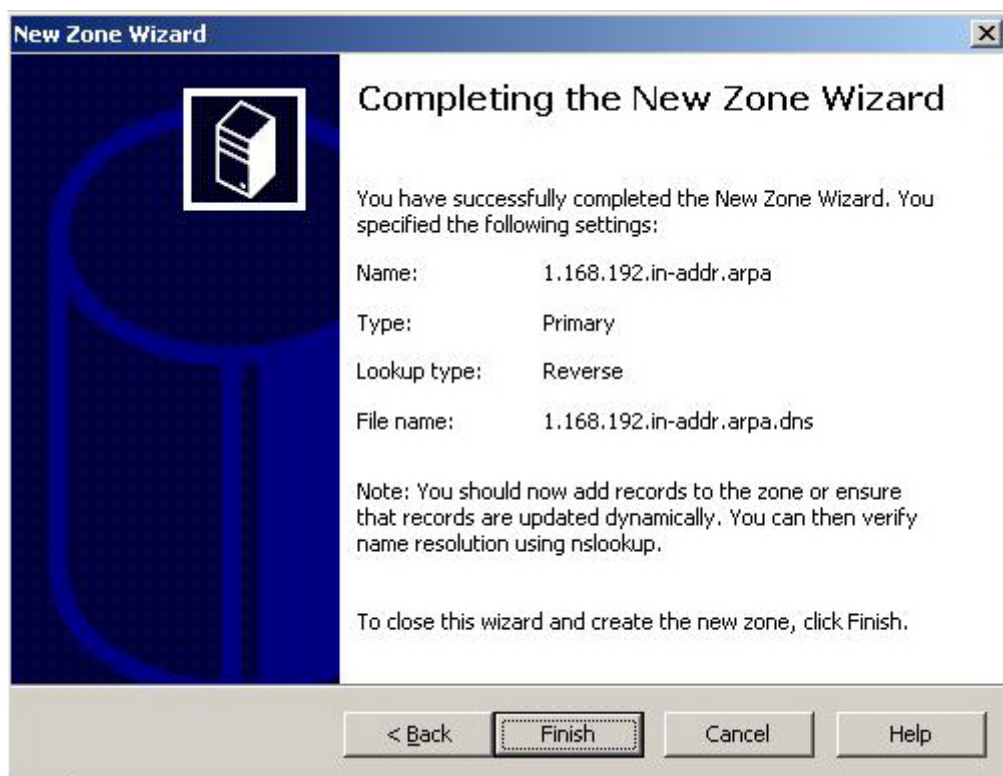 New Zone Wizard
Completing the New Zone Wizard
You have successfully completed the New Zone Wizard. You
specified the following settings:
Name: 1.168.192.in-addr.arpa
Type: Primary
Lookup type: Reverse
File name: 1.168.192.in-addr.arpa.dns
Note: You should now add records to the zone or ensure
that records are updated dynamically. You can then verify
name resolution using nslookup.
To close this wizard and create the new zone, click Finish.
< Back Finish Cancel Help